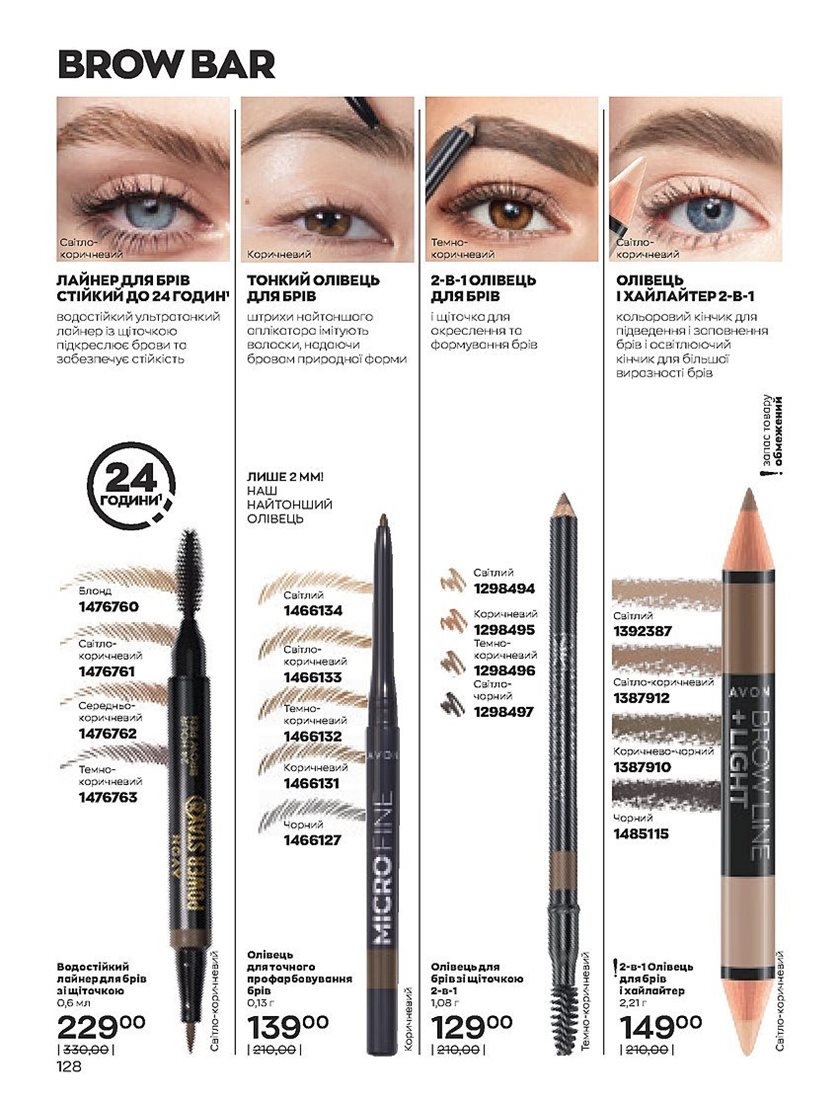 BROW BAR
Світло-
коричневий
ЛАЙНЕР ДЛЯ БРІВ
СТІЙКИЙ ДО 24 ГОДИН¹
водостійкий ультратонкий
лайнер із щіточкою
підкреслює брови та
забезпечує стійкість
24
ГОДИНИ¹
Блонд
1476760
Світло-
коричневий
1476761
Середньо-
коричневий
1476762
Темно-
коричневий
1476763
24 HOUR
BROW PEN
AVON
POWER STAY
Світло-коричневий
Водостійкий
лайнер для брів
зі щіточкою
0,6 мл
229⁰⁰
| 330,00 |
Коричневий
ТОНКИЙ ОЛІВЕЦЬ
ДЛЯ БРІВ
штрихи найтоншого
аплікатора імітують
волоски, надаючи
бровам природної форми
ЛИШЕ 2 ММ!
НАШ
НАЙТОНШИЙ
ОЛІВЕЦЬ
Світлий
1466134
Світло-
коричневий
1466133
Темно-
коричневий
1466132
Коричневий
1466131
Чорний
1466127
AVON
MICRO FINE
Коричневий
Олівець
для точного
профарбовування
брів
0,13 г
139⁰⁰
| 210,00 |
Темно-
коричневий
2-В-1 ОЛІВЕЦЬ
ДЛЯ БРІВ
і щіточка для
окреслення та
формування брів
Світлий
1298494
Коричневий
1298495
Темно-
коричневий
1298496
Світло-
чорний
1298497
Темно-коричневий
Олівець для
брів зі щіточкою
2-в-1
1,08 г
129⁰⁰
| 210,00 |
Світло-
коричневий
ОЛІВЕЦЬ
І ХАЙЛАЙТЕР 2-В-1
кольоровий кінчик для
підведення і заповнення
брів і освітлюючий
кінчик для більшої
виразності брів
! запас товару
обмежений
Світлий
1392387
Світло-коричневий
1387912
Коричнево-чорний
1387910
Чорний
1485115
AVON
BROW LINE
+ LIGHT
Світло-коричневий
! 2-в-1 Олівець
для брів
і хайлайтер
2,21 г
149⁰⁰
| 210,00 |
128